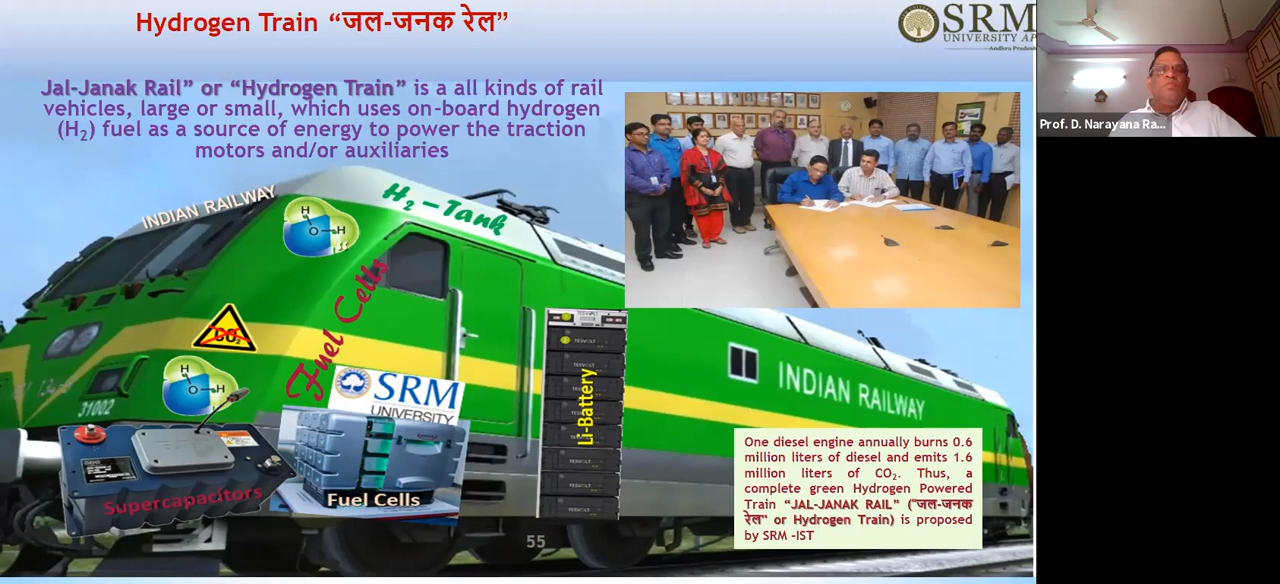 Hydrogen Train “जल-जनक रेल”
SRM
UNIVERSITY AP
Andhra Pradesh
Jal-Janak Rail” or “Hydrogen Train” is a all kinds of rail
vehicles, large or small, which uses on-board hydrogen
(H₂) fuel as a source of energy to power the traction
motors and/or auxiliaries
Prof. D. Narayana Ra...
INDIAN RAILWAY
H₂-Tank
H
O H
Fuel Cells
CO₂
H
O H
31002
SRM
UNIVERSITY
Fuel Cells
Supercapacitors
TESVOLT
Li-Battery
INDIAN RAILWAY
One diesel engine annually burns 0.6
million liters of diesel and emits 1.6
million liters of CO₂. Thus, a
complete green Hydrogen Powered
Train “JAL-JANAK RAIL” (“जल-जनक
रेल” or Hydrogen Train) is proposed
by SRM -IST
55